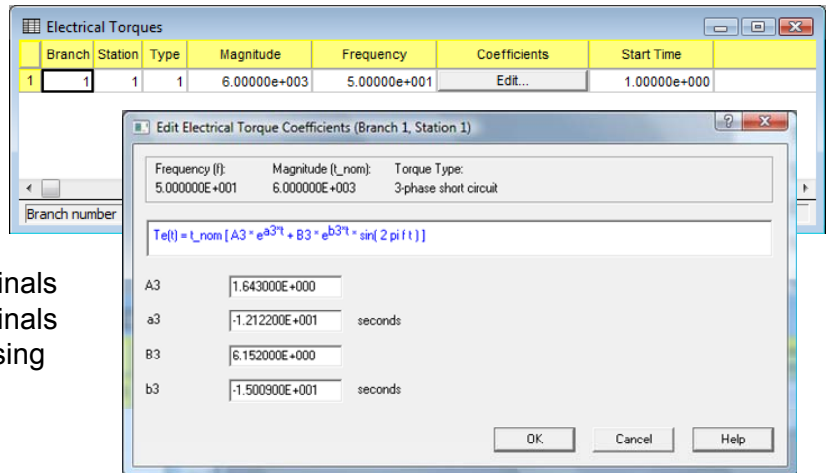 Electrical Torques
Branch Station Type Magnitude Frequency Coefficients Start Time
1 1 1 1 6.00000e+003 5.00000e+001 Edit... 1.00000e+000
Branch number
Edit Electrical Torque Coefficients (Branch 1, Station 1)
Frequency (f): Magnitude (t_nom): Torque Type:
5.000000E+001 6.000000E+003 3-phase short circuit
Te(t) = t_nom [ A3 * e^a3*t + B3 * e^b3*t * sin( 2 pi f t ) ]
inals
inals
sing
A3 1.643000E+000
a3 -1.212200E+001 seconds
B3 6.152000E+000
b3 -1.500900E+001 seconds
OK Cancel Help